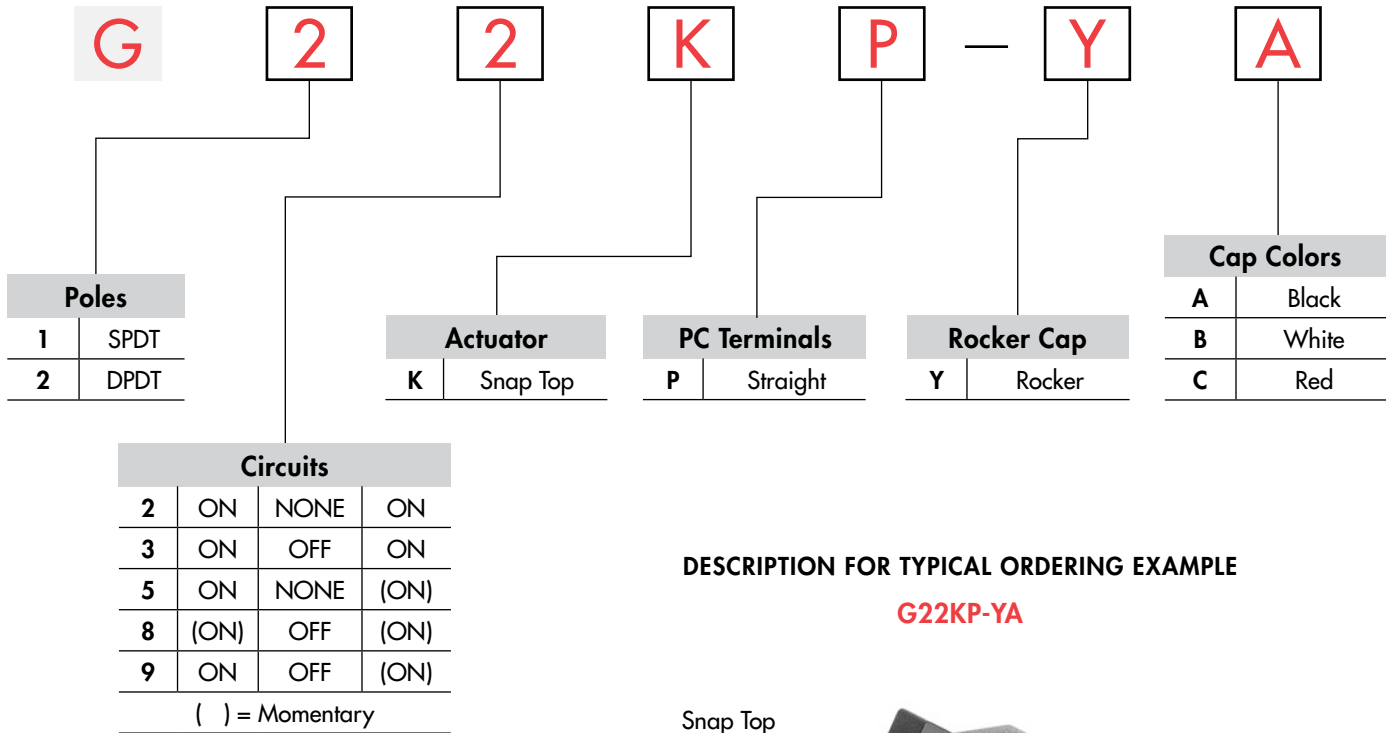 G 2 2 K P — Y A
Poles
1 SPDT
2 DPDT
Circuits
2 ON NONE ON
3 ON OFF ON
5 ON NONE (ON)
8 (ON) OFF (ON)
9 ON OFF (ON)
( ) = Momentary
Actuator
K Snap Top
PC Terminals
P Straight
Rocker Cap
Y Rocker
Cap Colors
A Black
B White
C Red
DESCRIPTION FOR TYPICAL ORDERING EXAMPLE
G22KP-YA
Snap Top